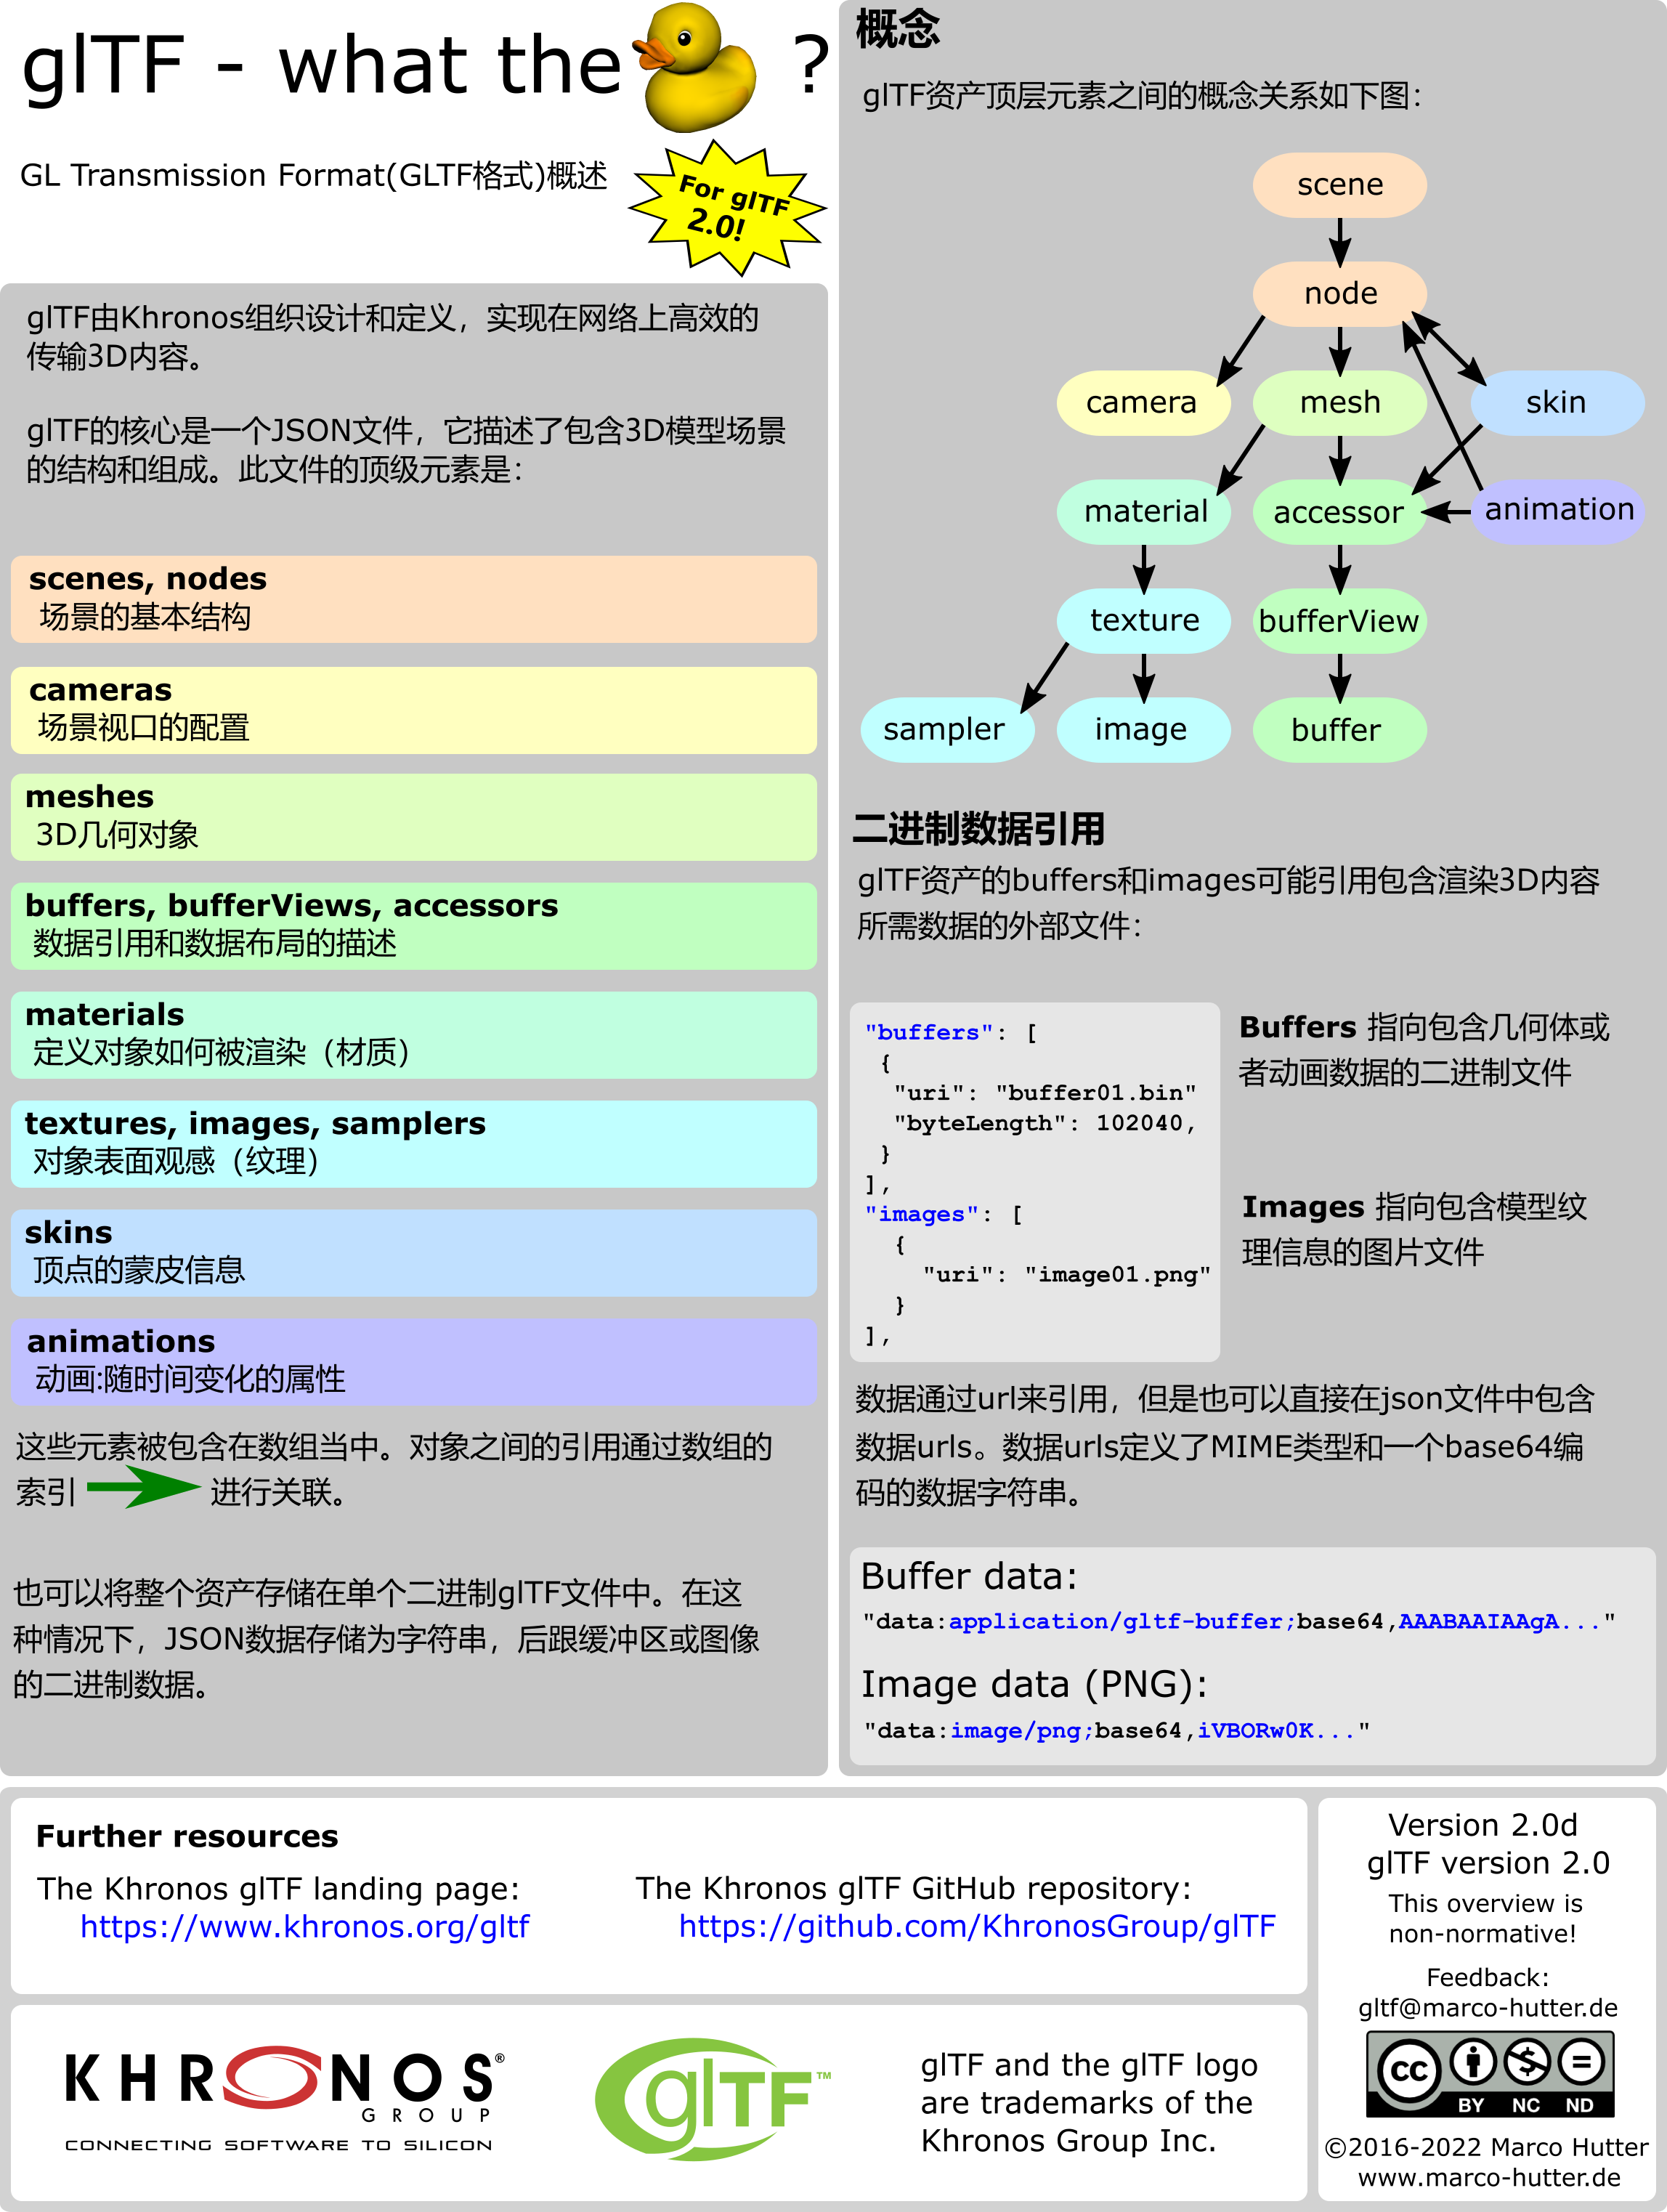 glTF - what the ?
GL Transmission Format(GLTF格式)概述
For glTF
2.0!
glTF由Khronos组织设计和定义，实现在网络上高效的
传输3D内容。
glTF的核心是一个JSON文件，它描述了包含3D模型场景
的结构和组成。此文件的顶级元素是：
scenes, nodes
场景的基本结构
cameras
场景视口的配置
meshes
3D几何对象
buffers, bufferViews, accessors
数据引用和数据布局的描述
materials
定义对象如何被渲染（材质）
textures, images, samplers
对象表面观感（纹理）
skins
顶点的蒙皮信息
animations
动画:随时间变化的属性
这些元素被包含在数组当中。对象之间的引用通过数组的
索引 进行关联。
也可以将整个资产存储在单个二进制glTF文件中。在这
种情况下，JSON数据存储为字符串，后跟缓冲区或图像
的二进制数据。
概念
glTF资产顶层元素之间的概念关系如下图：
scene
node
camera
mesh
skin
material
accessor
animation
texture
bufferView
sampler
image
buffer
二进制数据引用
glTF资产的buffers和images可能引用包含渲染3D内容
所需数据的外部文件：
"buffers": [
{
"uri": "buffer01.bin"
"byteLength": 102040,
}
],
"images": [
{
"uri": "image01.png"
}
],
Buffers 指向包含几何体或
者动画数据的二进制文件
Images 指向包含模型纹
理信息的图片文件
数据通过url来引用，但是也可以直接在json文件中包含
数据urls。数据urls定义了MIME类型和一个base64编
码的数据字符串。
Buffer data:
"data:application/gltf-buffer;base64,AAABAAIAAgA..."
Image data (PNG):
"data:image/png;base64,iVBORw0K..."
Further resources
The Khronos glTF landing page:
https://www.khronos.org/gltf
The Khronos glTF GitHub repository:
https://github.com/KhronosGroup/glTF
KHRONOS®
GROUP
CONNECTING SOFTWARE TO SILICON
glTF™
glTF and the glTF logo
are trademarks of the
Khronos Group Inc.
Version 2.0d
glTF version 2.0
This overview is
non-normative!
Feedback:
gltf@marco-hutter.de
cc
BY NC ND
©2016-2022 Marco Hutter
www.marco-hutter.de